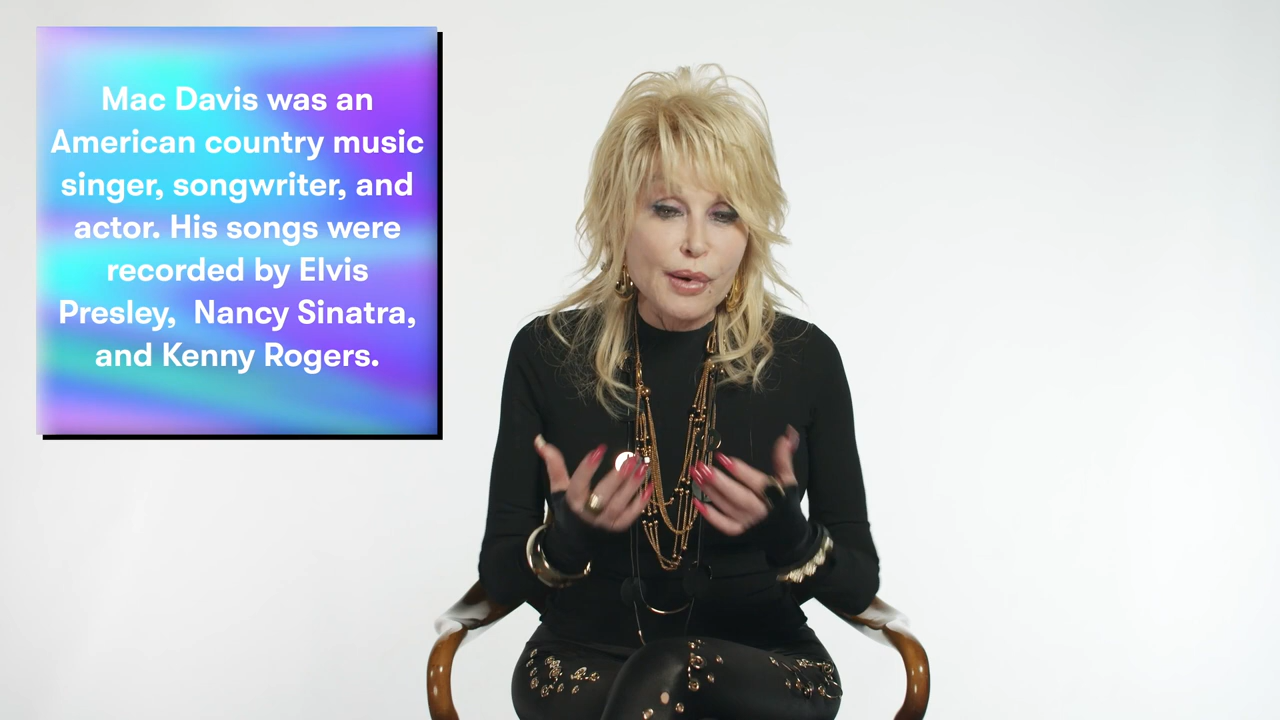 Mac Davis was an
American country music
singer, songwriter, and
actor. His songs were
recorded by Elvis
Presley,  Nancy Sinatra,
and Kenny Rogers.